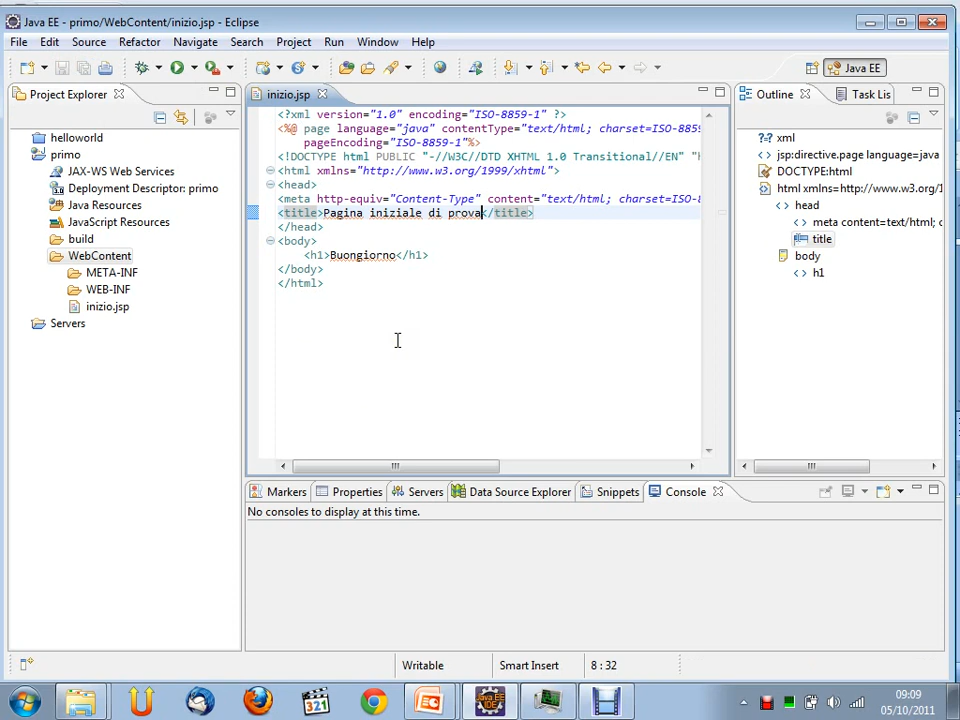 Java EE - primo/WebContent/inizio.jsp - Eclipse
File Edit Source Refactor Navigate Search Project Run Window Help
Java EE
Project Explorer
helloworld
primo
JAX-WS Web Services
Deployment Descriptor: primo
Java Resources
JavaScript Resources
build
WebContent
META-INF
WEB-INF
inizio.jsp
Servers
inizio.jsp
<?xml version="1.0" encoding="ISO-8859-1" ?>
<%@ page language="java" contentType="text/html; charset=ISO-8859
pageEncoding="ISO-8859-1"%>
<!DOCTYPE html PUBLIC "-//W3C//DTD XHTML 1.0 Transitional//EN" "h
<html xmlns="http://www.w3.org/1999/xhtml">
<head>
<meta http-equiv="Content-Type" content="text/html; charset=ISO-8
<title>Pagina iniziale di prova</title>
</head>
<body>
<h1>Buongiorno</h1>
</body>
</html>
Outline Task Lis
xml
jsp:directive.page language=java
DOCTYPE:html
html xmlns=http://www.w3.org/1
head
meta content=text/html; c
title
body
h1
Markers Properties Servers Data Source Explorer Snippets Console
No consoles to display at this time.
Writable Smart Insert 8 : 32
321
Java EE IDE
09:09
05/10/2011